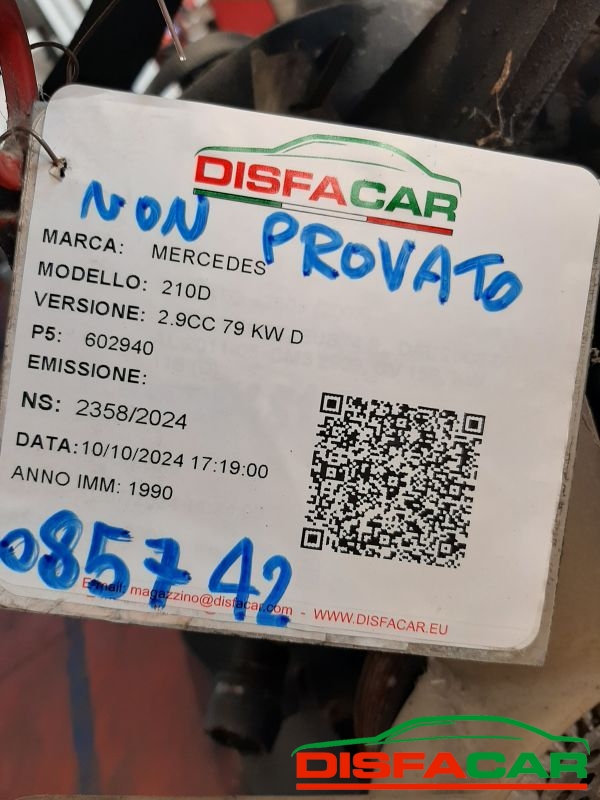 DISFACAR
NON PROVATO
MARCA: MERCEDES
MODELLO: 210D
VERSIONE: 2.9CC 79 KW D
P5: 602940
EMISSIONE:
NS: 2358/2024
DATA:10/10/2024 17:19:00
ANNO IMM: 1990
085742
E-mail: magazzino@disfacar.com - WWW.DISFACAR.EU
DISFACAR